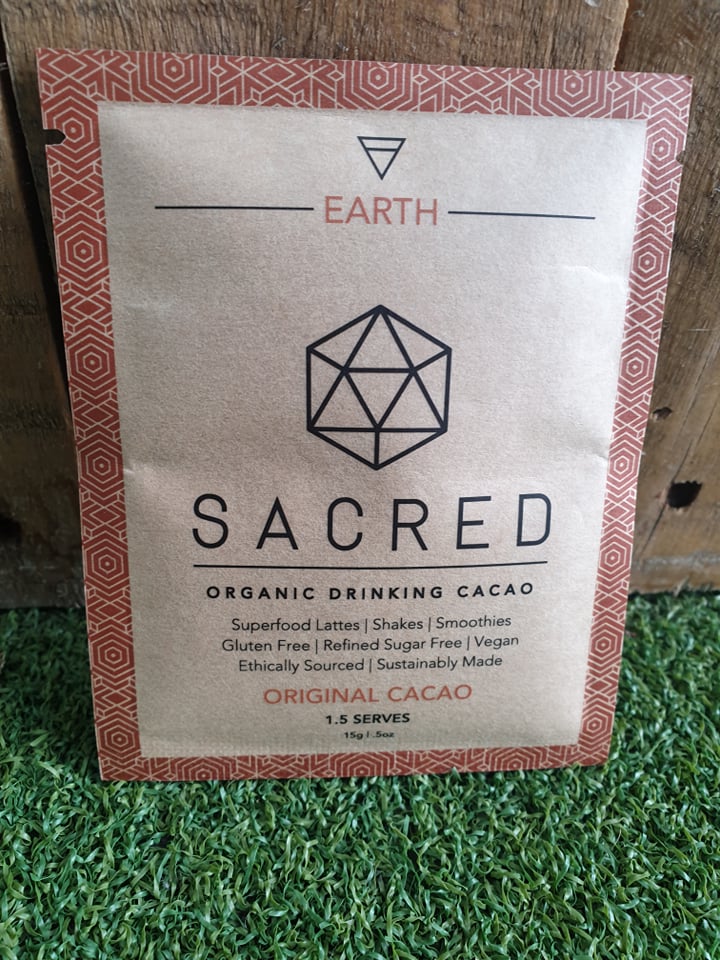 EARTH
SACRED
ORGANIC DRINKING CACAO
Superfood Lattes | Shakes | Smoothies
Gluten Free | Refined Sugar Free | Vegan
Ethically Sourced | Sustainably Made
ORIGINAL CACAO
1.5 SERVES
15g | .5oz